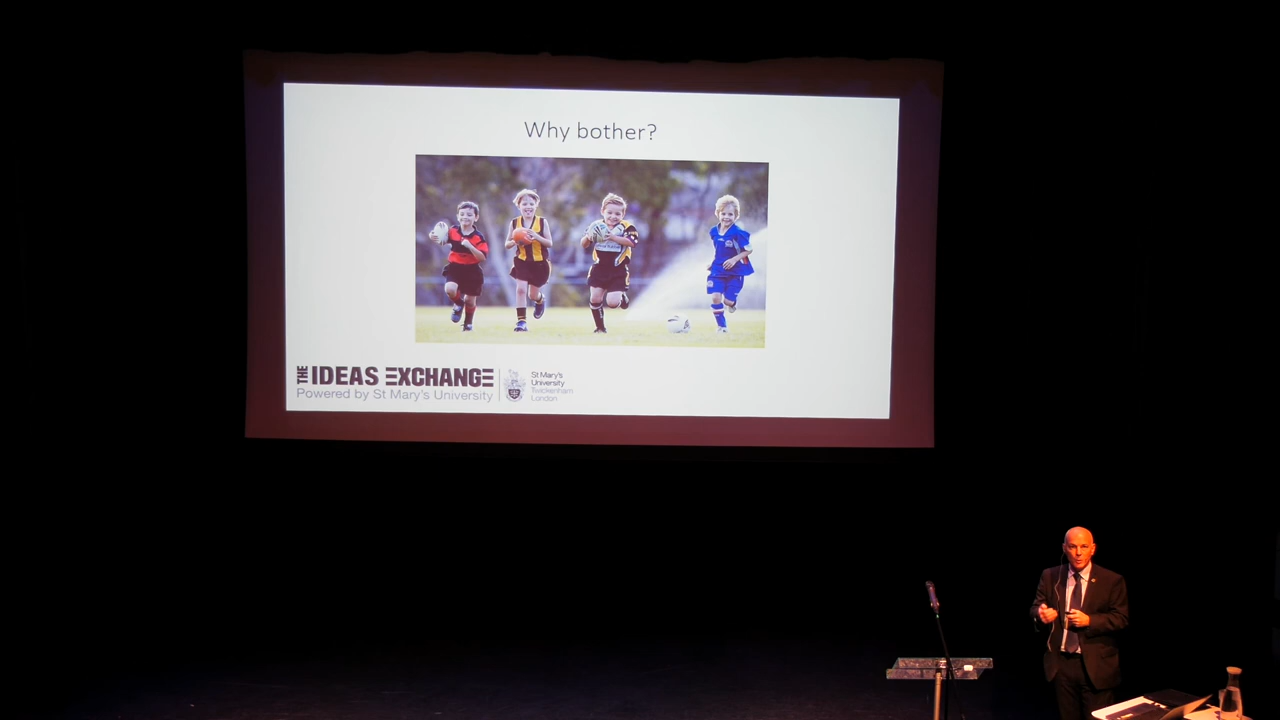 Why bother?
THE IDEAS EXCHANGE
Powered by St Mary's University
St Mary's
University
Twickenham
London